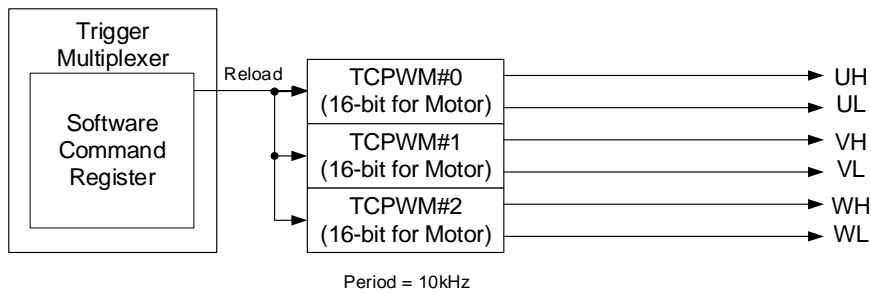 Trigger
Multiplexer
Software
Command
Register
Reload
TCPWM#0
(16-bit for Motor)
TCPWM#1
(16-bit for Motor)
TCPWM#2
(16-bit for Motor)
UH
UL
VH
VL
WH
WL
Period = 10kHz